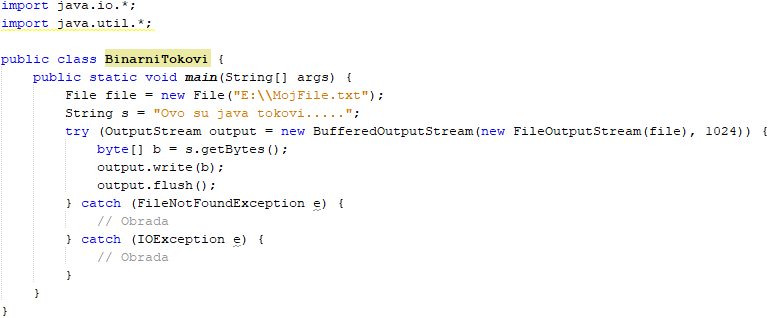 import java.io.*;
import java.util.*;
public class BinarniTokovi {
public static void main(String[] args) {
File file = new File("E:\\MojFile.txt");
String s = "Ovo su java tokovi.....";
try (OutputStream output = new BufferedOutputStream(new FileOutputStream(file), 1024)) {
byte[] b = s.getBytes();
output.write(b);
output.flush();
} catch (FileNotFoundException e) {
// Obrada
} catch (IOException e) {
// Obrada
}
}
}